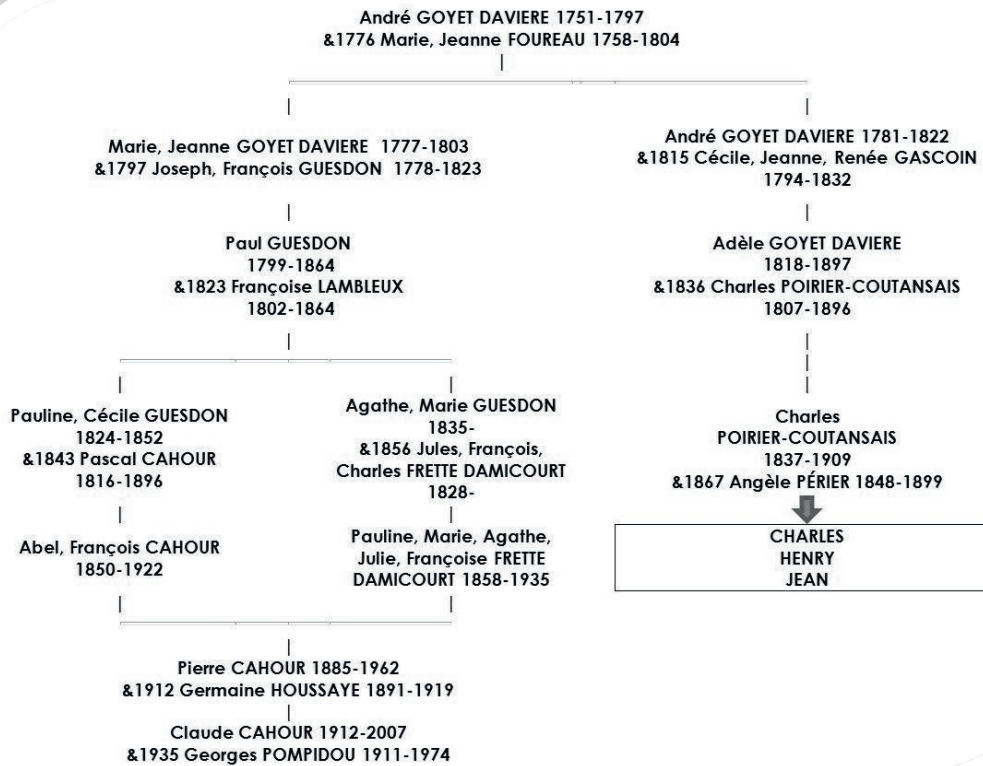 André GOYET DAVIERE 1751-1797
&1776 Marie, Jeanne FOUREAU 1758-1804
Marie, Jeanne GOYET DAVIERE 1777-1803
&1797 Joseph, François GUESDON 1778-1823
André GOYET DAVIERE 1781-1822
&1815 Cécile, Jeanne, Renée GASCOIN
1794-1832
Paul GUESDON
1799-1864
&1823 Françoise LAMBLEUX
1802-1864
Adèle GOYET DAVIERE
1818-1897
&1836 Charles POIRIER-COUTANSAIS
1807-1896
Pauline, Cécile GUESDON
1824-1852
&1843 Pascal CAHOUR
1816-1896
Agathe, Marie GUESDON
1835-
&1856 Jules, François,
Charles FRETTE DAMICOURT
1828-
Charles
POIRIER-COUTANSAIS
1837-1909
&1867 Angèle PÉRIER 1848-1899
Abel, François CAHOUR
1850-1922
Pauline, Marie, Agathe,
Julie, Françoise FRETTE
DAMICOURT 1858-1935
CHARLES
HENRY
JEAN
Pierre CAHOUR 1885-1962
&1912 Germaine HOUSSAYE 1891-1919
Claude CAHOUR 1912-2007
&1935 Georges POMPIDOU 1911-1974